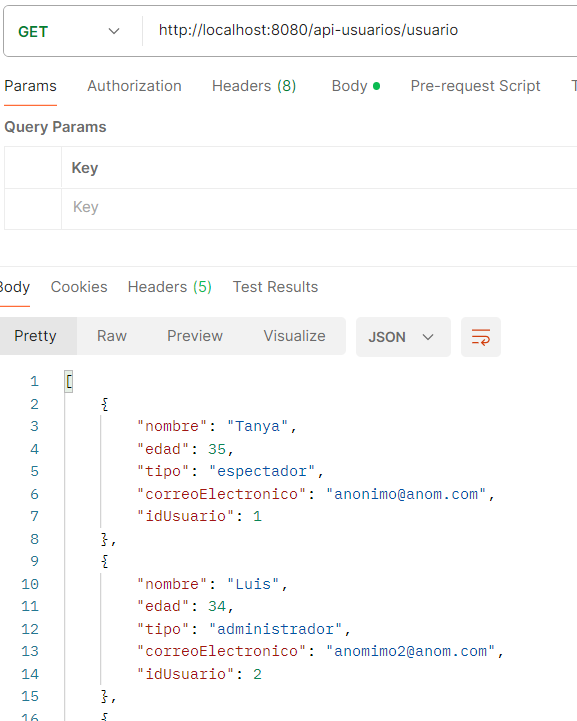 GET http://localhost:8080/api-usuarios/usuario
Params Authorization Headers (8) Body Pre-request Script T
Query Params
Key
Key
Body Cookies Headers (5) Test Results
Pretty Raw Preview Visualize JSON
1 [
2 {
3 "nombre": "Tanya",
4 "edad": 35,
5 "tipo": "espectador",
6 "correoElectronico": "anonimo@anom.com",
7 "idUsuario": 1
8 },
9 {
10 "nombre": "Luis",
11 "edad": 34,
12 "tipo": "administrador",
13 "correoElectronico": "anomimo2@anom.com",
14 "idUsuario": 2
15 },
16 {